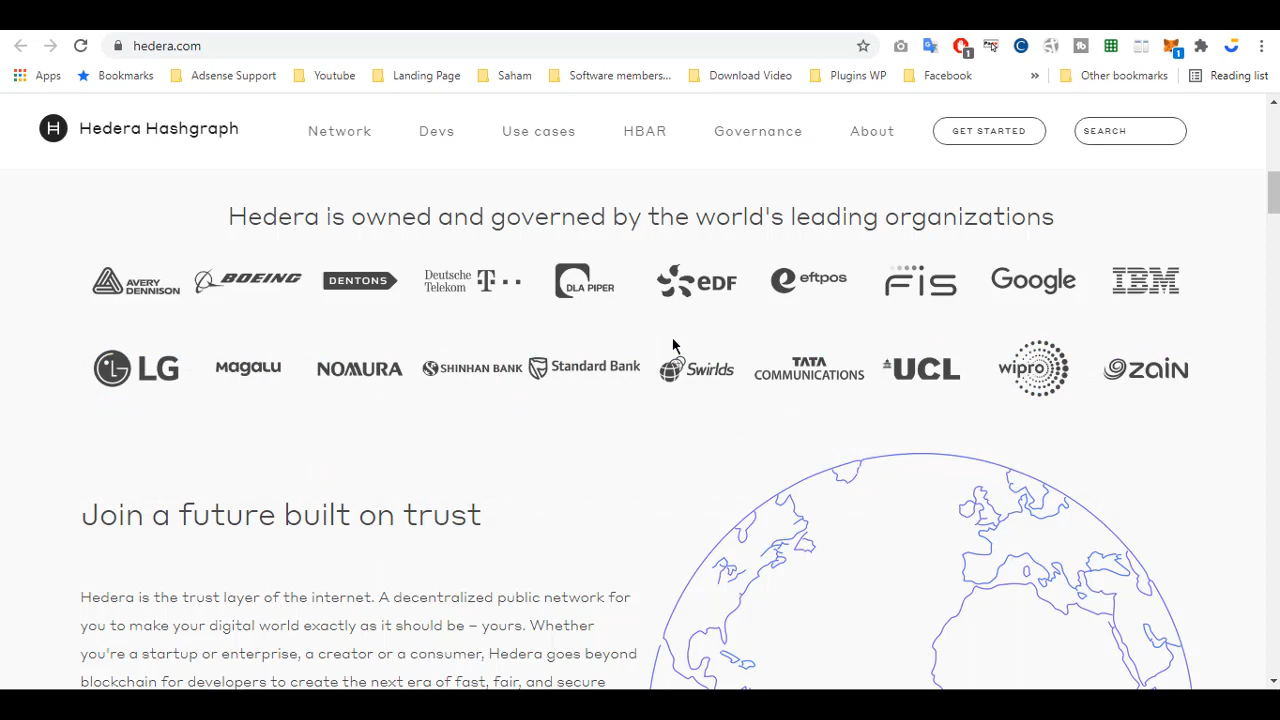 hedera.com
1
1
Apps Bookmarks Adsense Support Youtube Landing Page Saham Software members... Download Video Plugins WP Facebook » Other bookmarks Reading list
H Hedera Hashgraph Network Devs Use cases HBAR Governance About GET STARTED SEARCH
Hedera is owned and governed by the world's leading organizations
AVERY DENNISON BOEING DENTONS Deutsche Telekom T DLA PIPER eDF eftpos FIS Google IBM
LG MAGALU NOMURA SHINHAN BANK Standard Bank Swirlds TATA COMMUNICATIONS UCL wipro zain
Join a future built on trust
Hedera is the trust layer of the internet. A decentralized public network for
you to make your digital world exactly as it should be – yours. Whether
you're a startup or enterprise, a creator or a consumer, Hedera goes beyond
blockchain for developers to create the next era of fast, fair, and secure